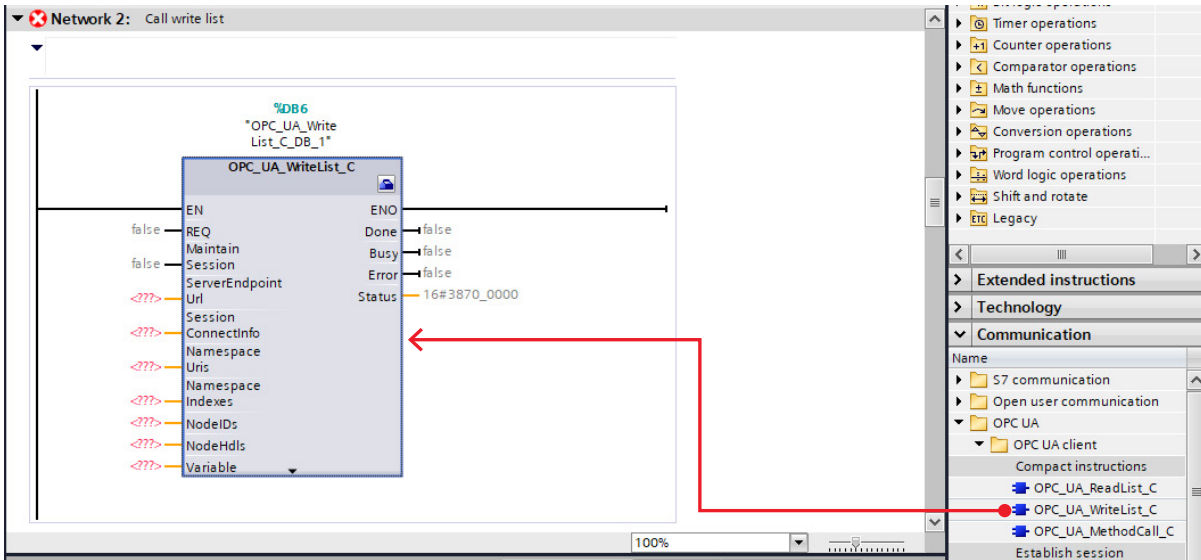 Network 2: Call write list
%DB6
"OPC_UA_Write
List_C_DB_1"
OPC_UA_WriteList_C
EN ENO
false REQ Done false
Maintain
false Session Busy false
ServerEndpoint Error false
<???> Url Status 16#3870_0000
Session
<???> ConnectInfo
Namespace
<???> Uris
Namespace
<???> Indexes
<???> NodeIDs
<???> NodeHdls
<???> Variable
100%
Timer operations
Counter operations
Comparator operations
Math functions
Move operations
Conversion operations
Program control operati...
Word logic operations
Shift and rotate
ETC Legacy
Extended instructions
Technology
Communication
Name
S7 communication
Open user communication
OPC UA
OPC UA client
Compact instructions
OPC_UA_ReadList_C
OPC_UA_WriteList_C
OPC_UA_MethodCall_C
Establish session